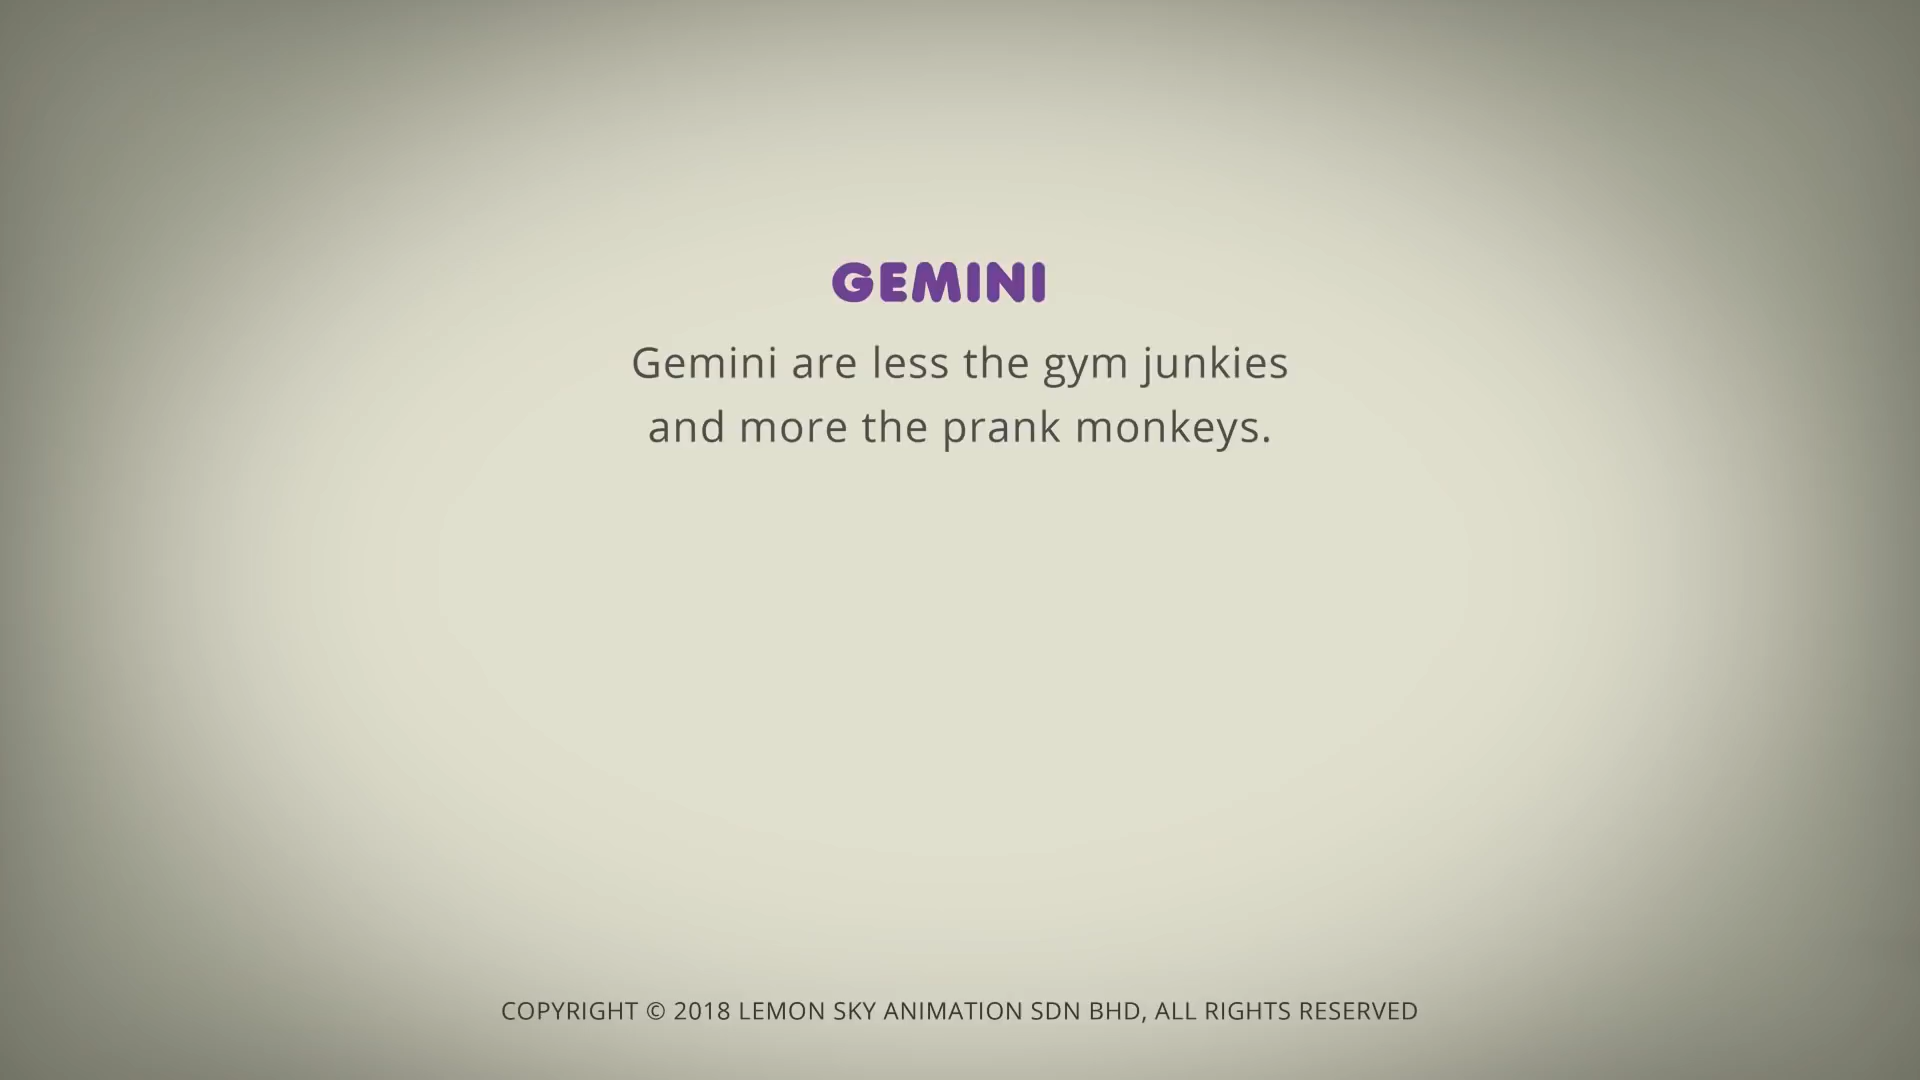 GEMINI
Gemini are less the gym junkies
and more the prank monkeys.
COPYRIGHT © 2018 LEMON SKY ANIMATION SDN BHD, ALL RIGHTS RESERVED